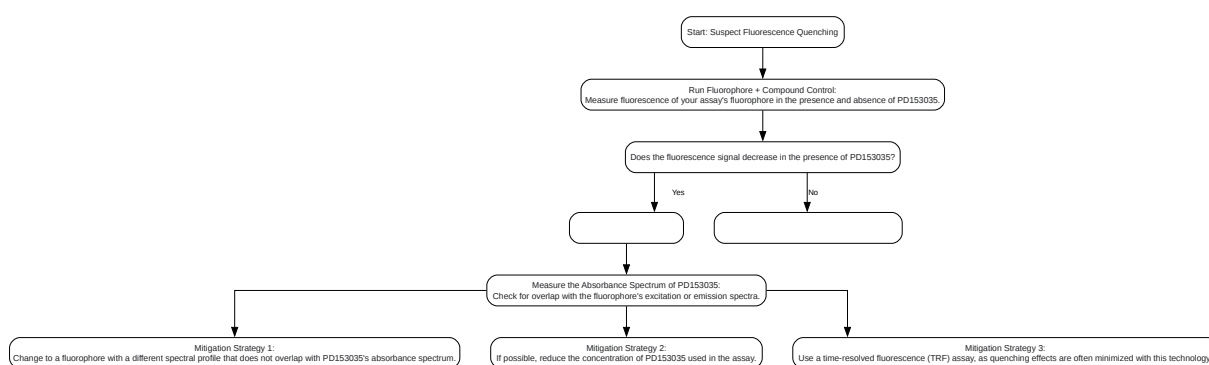 Start: Suspect Fluorescence Quenching
Run Fluorophore + Compound Control:
Measure fluorescence of your assay's fluorophore in the presence and absence of PD153035.
Does the fluorescence signal decrease in the presence of PD153035?
Yes
No
Measure the Absorbance Spectrum of PD153035:
Check for overlap with the fluorophore's excitation or emission spectra.
Mitigation Strategy 1:
Change to a fluorophore with a different spectral profile that does not overlap with PD153035's absorbance spectrum.
Mitigation Strategy 2:
If possible, reduce the concentration of PD153035 used in the assay.
Mitigation Strategy 3:
Use a time-resolved fluorescence (TRF) assay, as quenching effects are often minimized with this technology